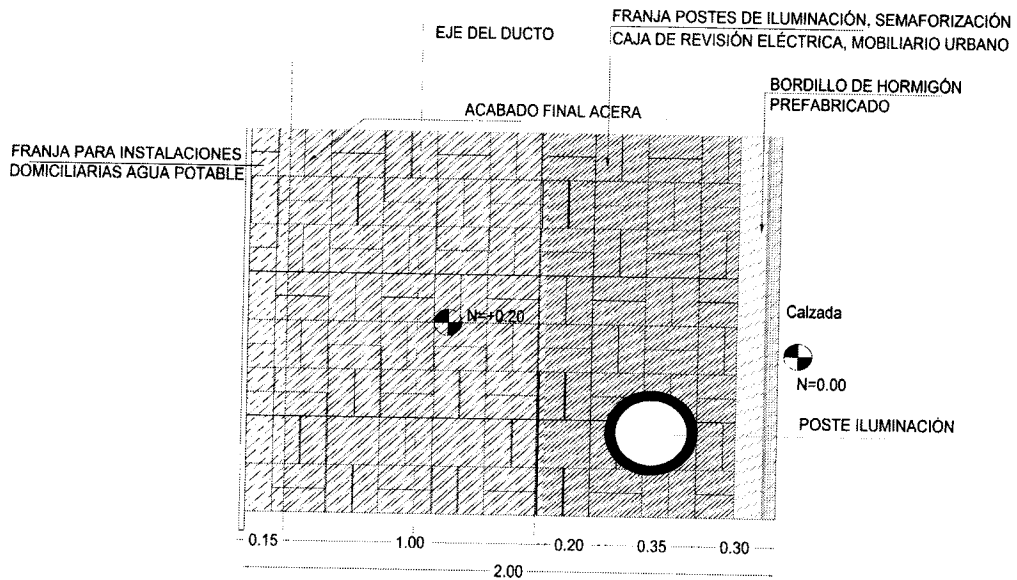 FRANJA POSTES DE ILUMINACIÓN, SEMAFORIZACIÓN
CAJA DE REVISIÓN ELÉCTRICA, MOBILIARIO URBANO
EJE DEL DUCTO
BORDILLO DE HORMIGÓN
PREFABRICADO
ACABADO FINAL ACERA
FRANJA PARA INSTALACIONES
DOMICILIARIAS AGUA POTABLE
N=+0.20
Calzada
N=0.00
POSTE ILUMINACIÓN
0.15
1.00
0.20
0.35
0.30
2.00